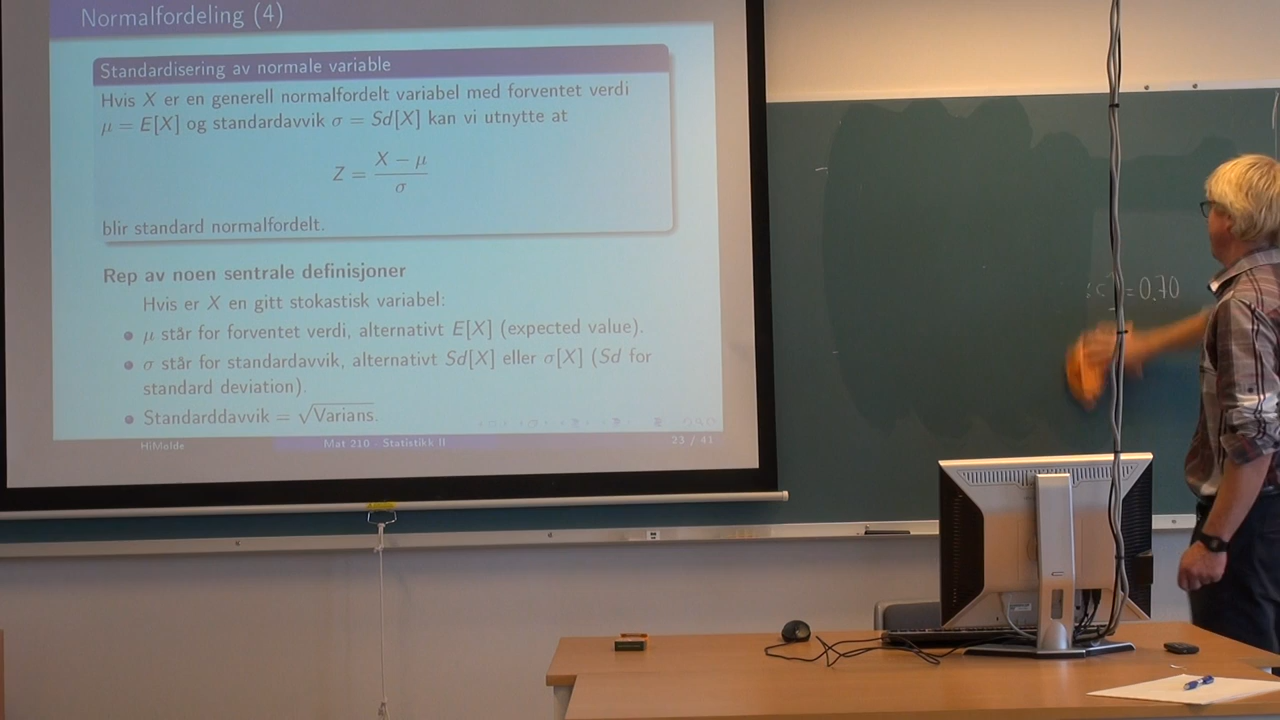 Normalfordeling (4)
Standardisering av normale variable
Hvis X er en generell normalfordelt variabel med forventet verdi
μ = E[X] og standardavvik σ = Sd[X] kan vi utnytte at
Z = (X − μ) / σ
blir standard normalfordelt.
Rep av noen sentrale definisjoner
Hvis er X en gitt stokastisk variabel:
• μ står for forventet verdi, alternativt E[X] (expected value).
• σ står for standardavvik, alternativt Sd[X] eller σ[X] (Sd for
standard deviation).
• Standarddavvik = √Varians.
HiMolde Mat 210 - Statistikk II 23 / 41
= 0.70